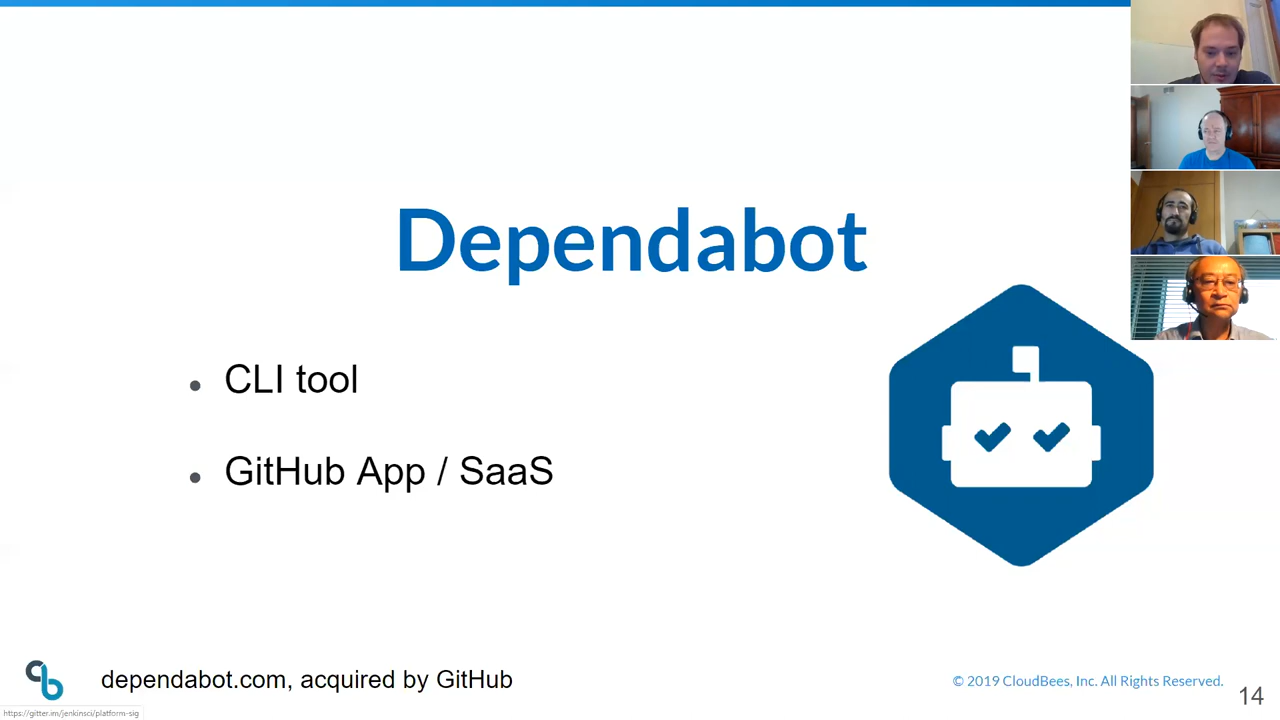 Dependabot
• CLI tool
• GitHub App / SaaS
dependabot.com, acquired by GitHub
© 2019 CloudBees, Inc. All Rights Reserved.
14
https://gitter.im/jenkinsci/platform-sig